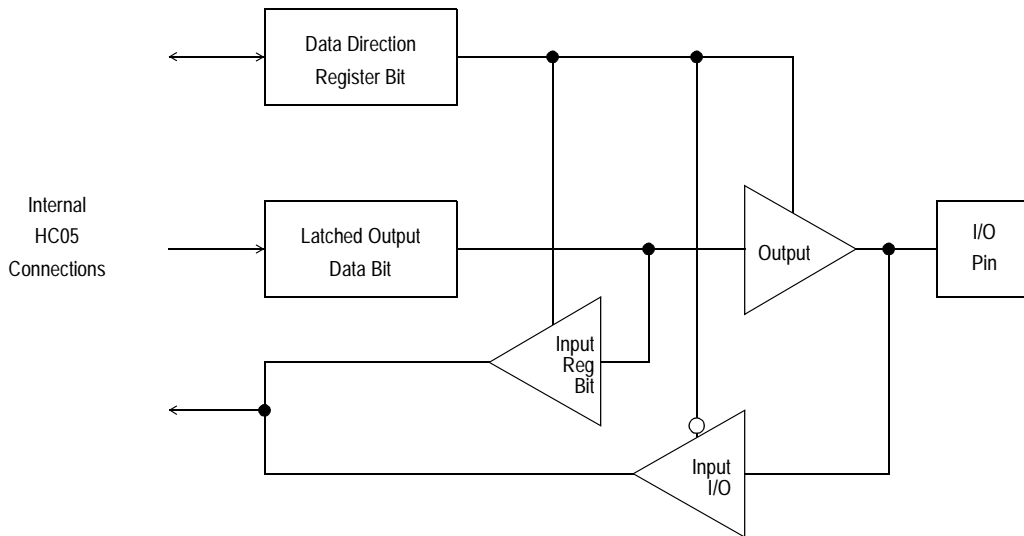 Data Direction
Register Bit
Internal
HC05
Connections
Latched Output
Data Bit
Output
I/O
Pin
Input
Reg
Bit
Input
I/O